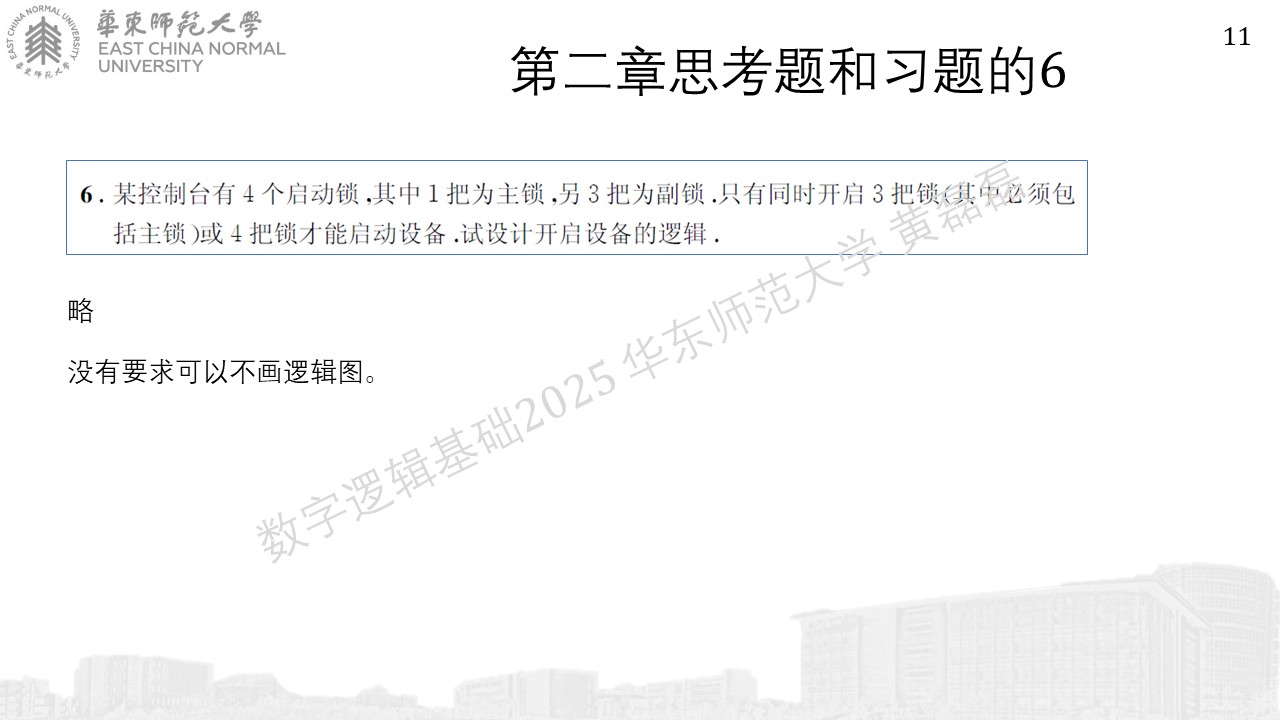 華東師范大學
EAST CHINA NORMAL
UNIVERSITY
EAST CHINA NORMAL UNIVERSITY
華東师范大学
11
第二章思考题和习题的6
6. 某控制台有 4 个启动锁,其中 1 把为主锁,另 3 把为副锁.只有同时开启 3 把锁(其中必须包
括主锁)或 4 把锁才能启动设备.试设计开启设备的逻辑.
略
没有要求可以不画逻辑图。
数字逻辑基础2025 华东师范大学 黄磊磊